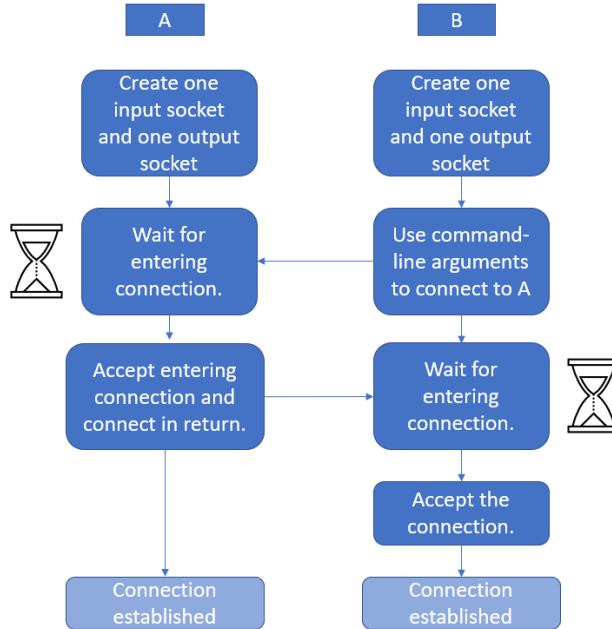 A
B
Create one
input socket
and one output
socket
Create one
input socket
and one output
socket
Wait for
entering
connection.
Use command-
line arguments
to connect to A
Accept entering
connection and
connect in return.
Wait for
entering
connection.
Accept the
connection.
Connection
established
Connection
established